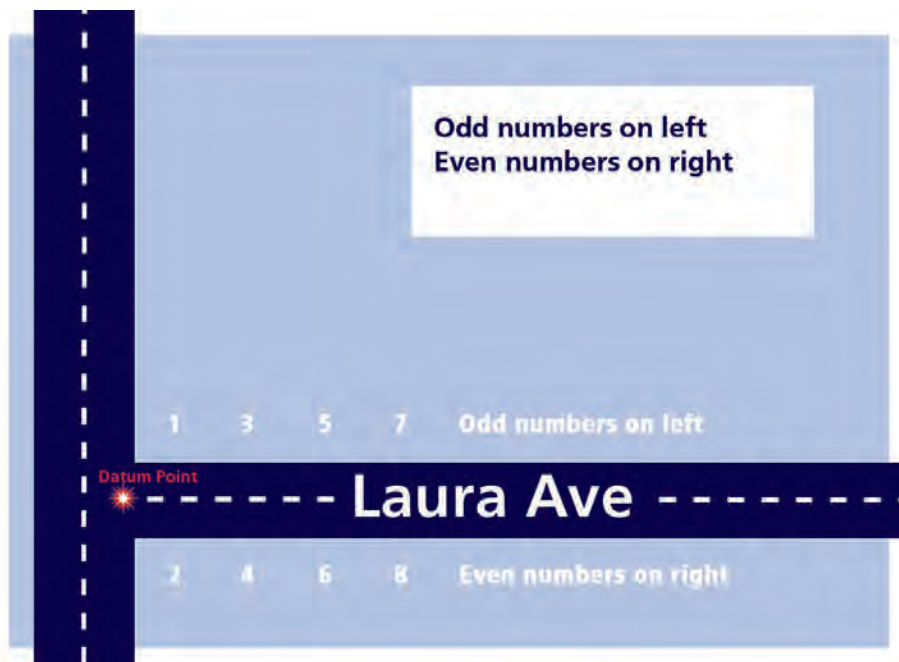 Odd numbers on left
Even numbers on right
1 3 5 7 Odd numbers on left
Datum Point
Laura Ave
2 4 6 8 Even numbers on right